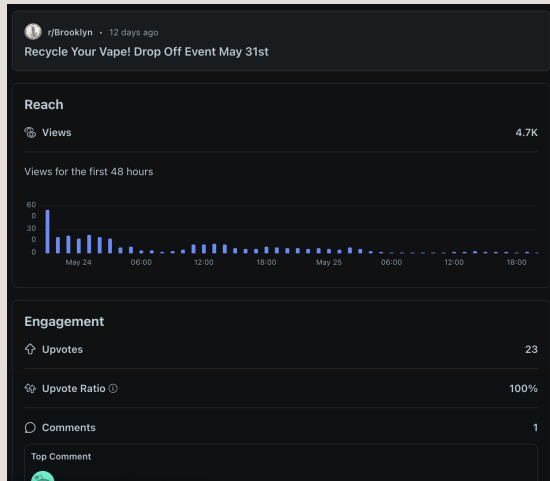 r/Brooklyn • 12 days ago
Recycle Your Vape! Drop Off Event May 31st
Reach
Views 4.7K
Views for the first 48 hours
60
0
30
0
0
May 24 06:00 12:00 18:00 May 25 06:00 12:00 18:00
Engagement
Upvotes 23
Upvote Ratio 100%
Comments 1
Top Comment